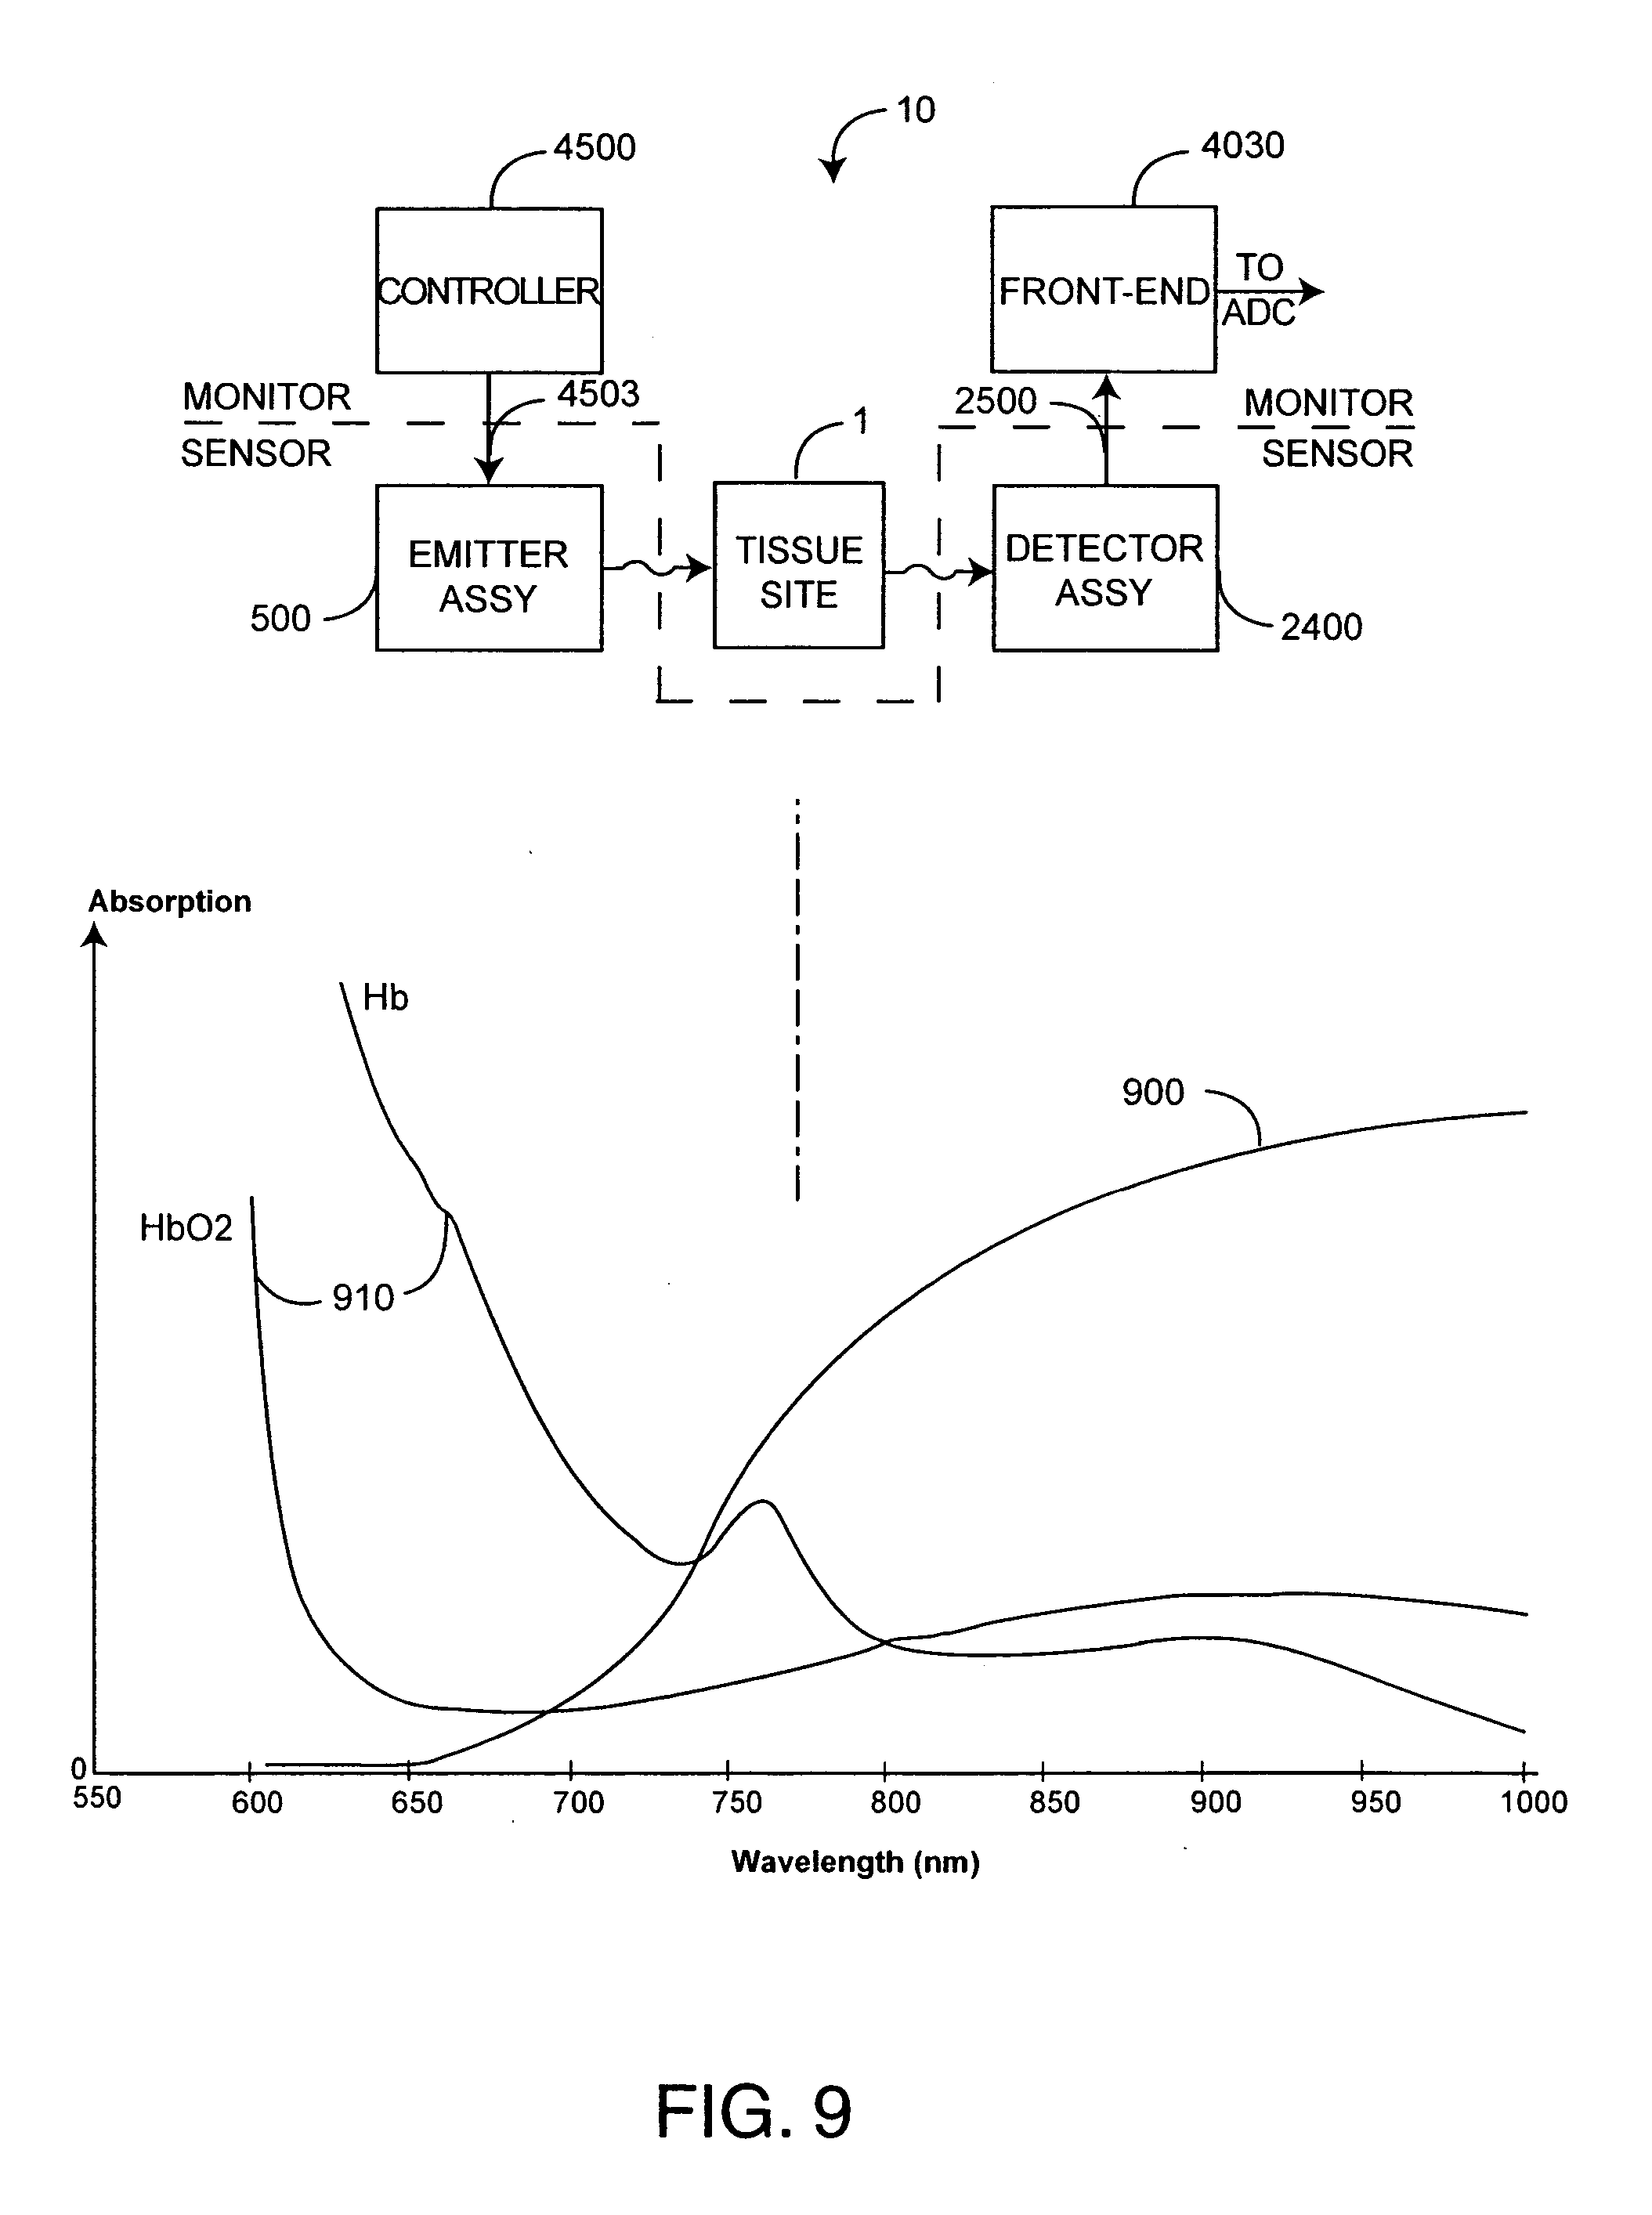 10
4500
4030
CONTROLLER
FRONT-END
TO
ADC
MONITOR
4503
2500
MONITOR
SENSOR
1
SENSOR
EMITTER
ASSY
TISSUE
SITE
DETECTOR
ASSY
500
2400
Absorption
Hb
900
HbO2
910
0
550 600 650 700 750 800 850 900 950 1000
Wavelength (nm)
FIG. 9